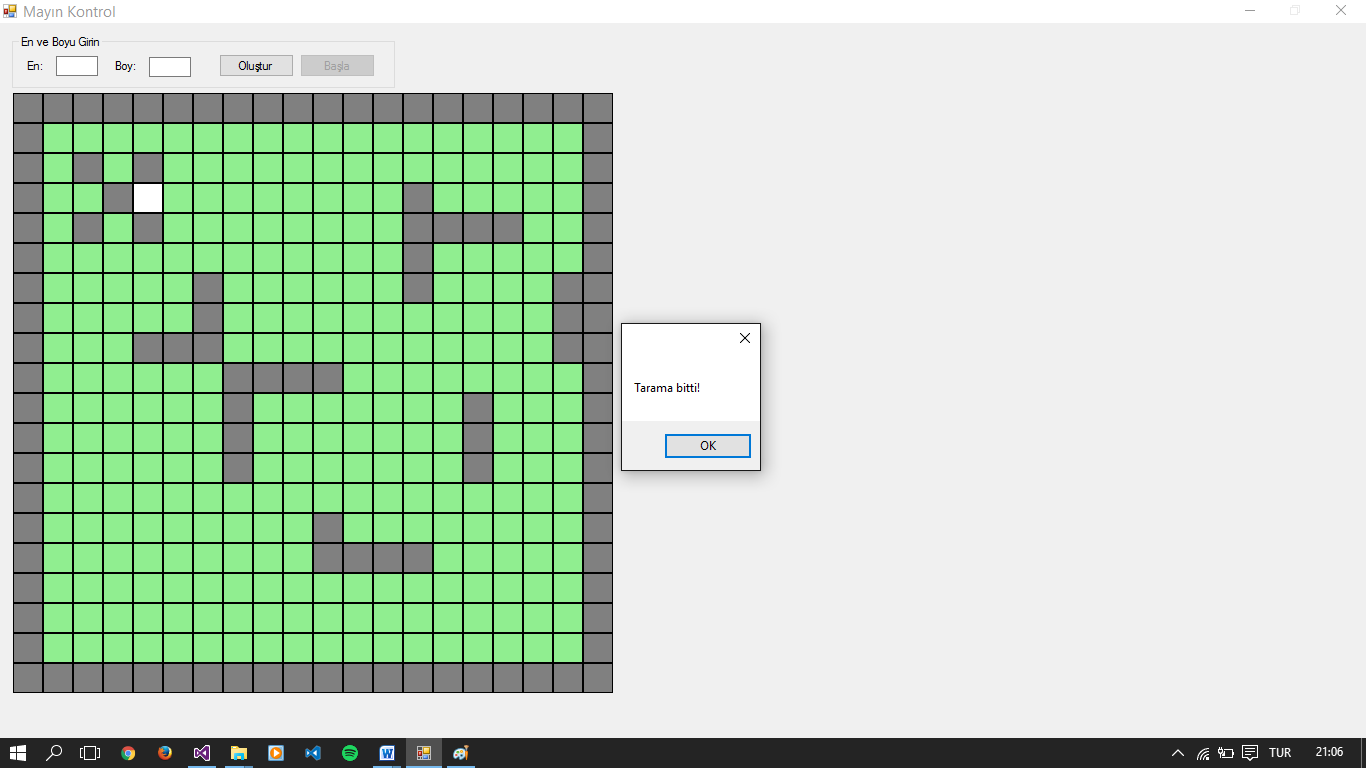 Mayın Kontrol
En ve Boyu Girin
En:
Boy:
Oluştur
Başla
Tarama bitti!
OK
TUR
21:06